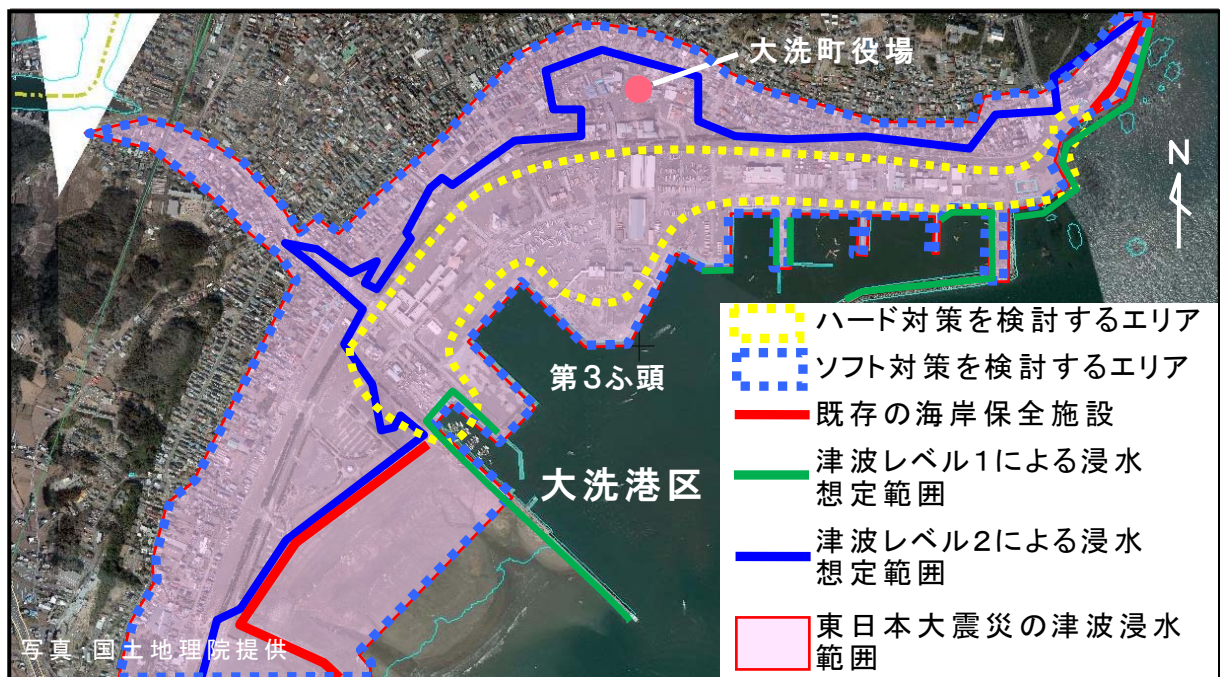 大洗町役場
N
第3ふ頭
大洗港区
ハード対策を検討するエリア
ソフト対策を検討するエリア
既存の海岸保全施設
津波レベル1による浸水
想定範囲
津波レベル2による浸水
想定範囲
東日本大震災の津波浸水
範囲
写真:国土地理院提供